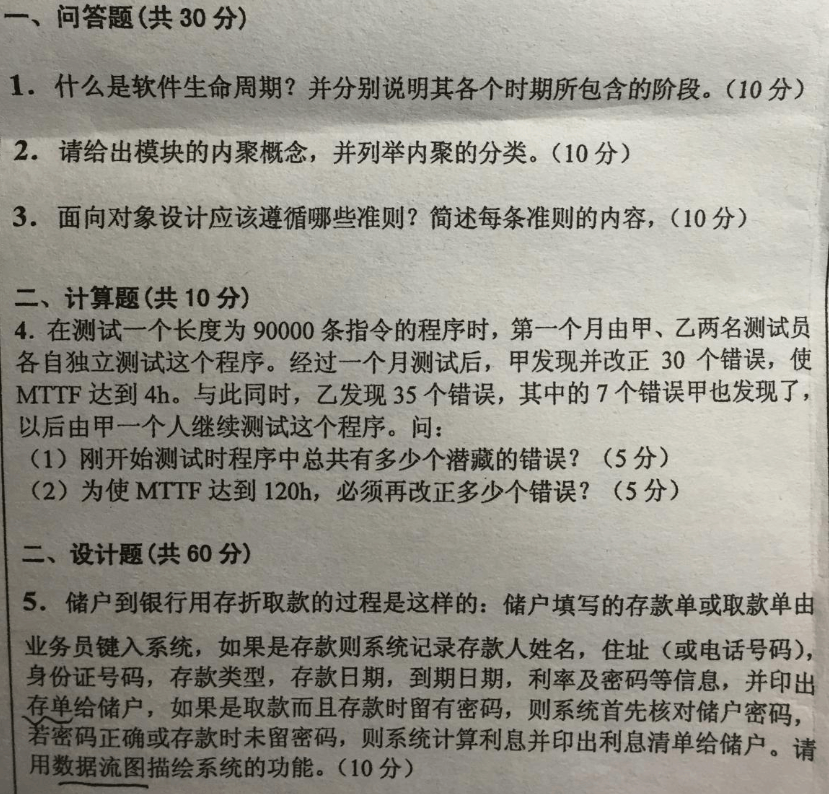 一、问答题(共 30 分)
1．什么是软件生命周期？并分别说明其各个时期所包含的阶段。（10 分）
2．请给出模块的内聚概念，并列举内聚的分类。（10 分）
3．面向对象设计应该遵循哪些准则？简述每条准则的内容，（10 分）
二、计算题(共 10 分)
4. 在测试一个长度为 90000 条指令的程序时，第一个月由甲、乙两名测试员
各自独立测试这个程序。经过一个月测试后，甲发现并改正 30 个错误，使
MTTF 达到 4h。与此同时，乙发现 35 个错误，其中的 7 个错误甲也发现了，
以后由甲一个人继续测试这个程序。问：
（1）刚开始测试时程序中总共有多少个潜藏的错误？（5 分）
（2）为使 MTTF 达到 120h，必须再改正多少个错误？（5 分）
二、设计题(共 60 分)
5．储户到银行用存折取款的过程是这样的：储户填写的存款单或取款单由
业务员键入系统，如果是存款则系统记录存款人姓名，住址（或电话号码），
身份证号码，存款类型，存款日期，到期日期，利率及密码等信息，并印出
存单给储户，如果是取款而且存款时留有密码，则系统首先核对储户密码，
若密码正确或存款时未留密码，则系统计算利息并印出利息清单给储户。请
用数据流图描绘系统的功能。（10 分）